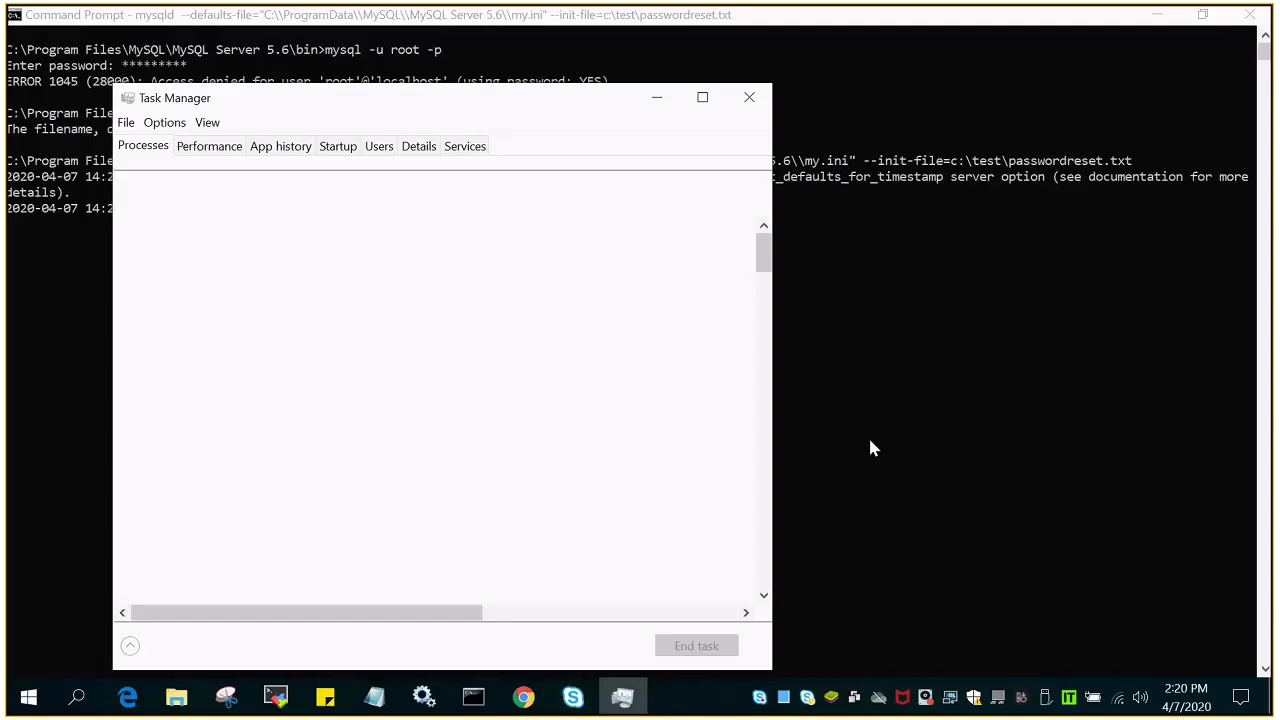 Command Prompt - mysqld --defaults-file="C:\\ProgramData\\MySQL\\MySQL Server 5.6\\my.ini" --init-file=c:\test\passwordreset.txt
C:\Program Files\MySQL\MySQL Server 5.6\bin>mysql -u root -p
Enter password: *********
ERROR 1045 (28000): Access denied for user 'root'@'localhost' (using password: YES)
Task Manager
C:\Program File
File Options View
The filename,
Processes Performance App history Startup Users Details Services
C:\Program File 5.6\\my.ini" --init-file=c:\test\passwordreset.txt
2020-04-07 14:2 t_defaults_for_timestamp server option (see documentation for more
details).
2020-04-07 14:2
End task
2:20 PM
4/7/2020